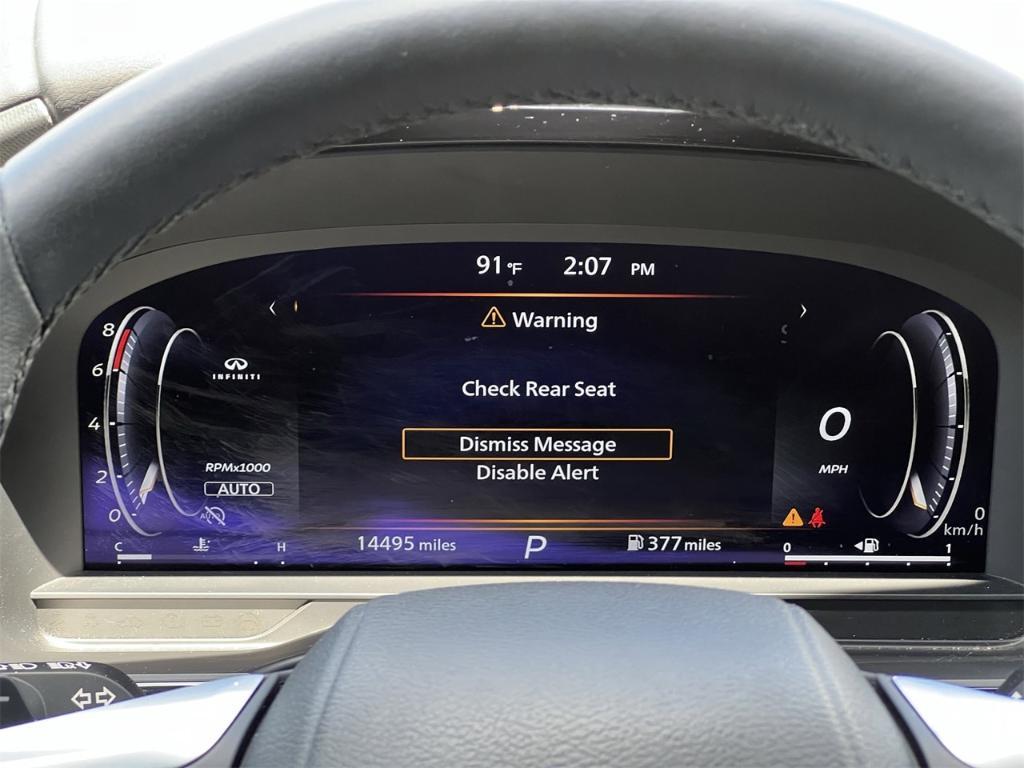 91 °F 2:07 PM
‹ ›
Warning
8
6
4
2
0
INFINITI
Check Rear Seat
Dismiss Message
Disable Alert
RPMx1000
AUTO
0
MPH
0
km/h
C H
14495 miles
P
377 miles
0 1